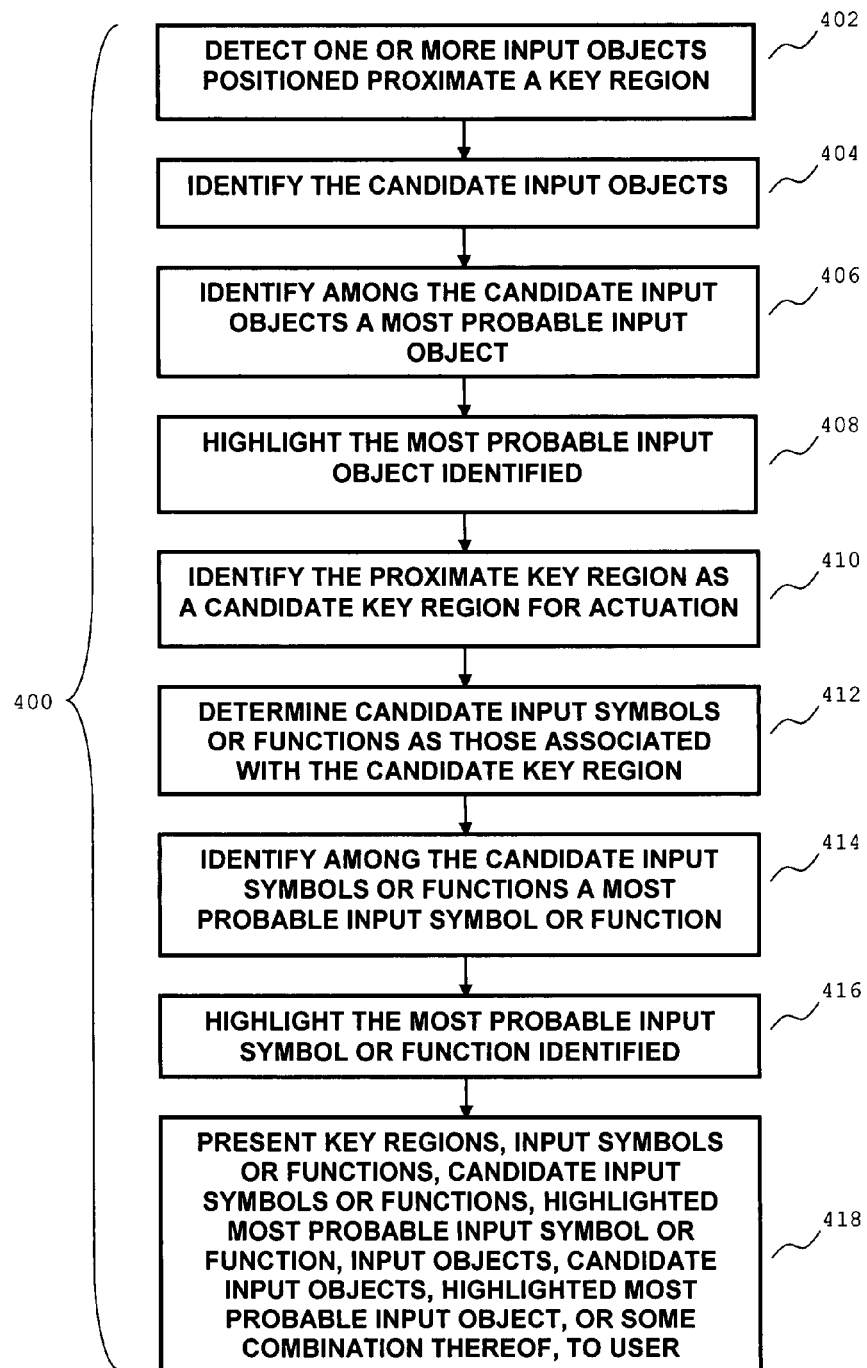 402
DETECT ONE OR MORE INPUT OBJECTS
POSITIONED PROXIMATE A KEY REGION
404
IDENTIFY THE CANDIDATE INPUT OBJECTS
406
IDENTIFY AMONG THE CANDIDATE INPUT
OBJECTS A MOST PROBABLE INPUT
OBJECT
408
HIGHLIGHT THE MOST PROBABLE INPUT
OBJECT IDENTIFIED
410
IDENTIFY THE PROXIMATE KEY REGION AS
A CANDIDATE KEY REGION FOR ACTUATION
400
412
DETERMINE CANDIDATE INPUT SYMBOLS
OR FUNCTIONS AS THOSE ASSOCIATED
WITH THE CANDIDATE KEY REGION
414
IDENTIFY AMONG THE CANDIDATE INPUT
SYMBOLS OR FUNCTIONS A MOST
PROBABLE INPUT SYMBOL OR FUNCTION
416
HIGHLIGHT THE MOST PROBABLE INPUT
SYMBOL OR FUNCTION IDENTIFIED
418
PRESENT KEY REGIONS, INPUT SYMBOLS
OR FUNCTIONS, CANDIDATE INPUT
SYMBOLS OR FUNCTIONS, HIGHLIGHTED
MOST PROBABLE INPUT SYMBOL OR
FUNCTION, INPUT OBJECTS, CANDIDATE
INPUT OBJECTS, HIGHLIGHTED MOST
PROBABLE INPUT OBJECT, OR SOME
COMBINATION THEREOF, TO USER